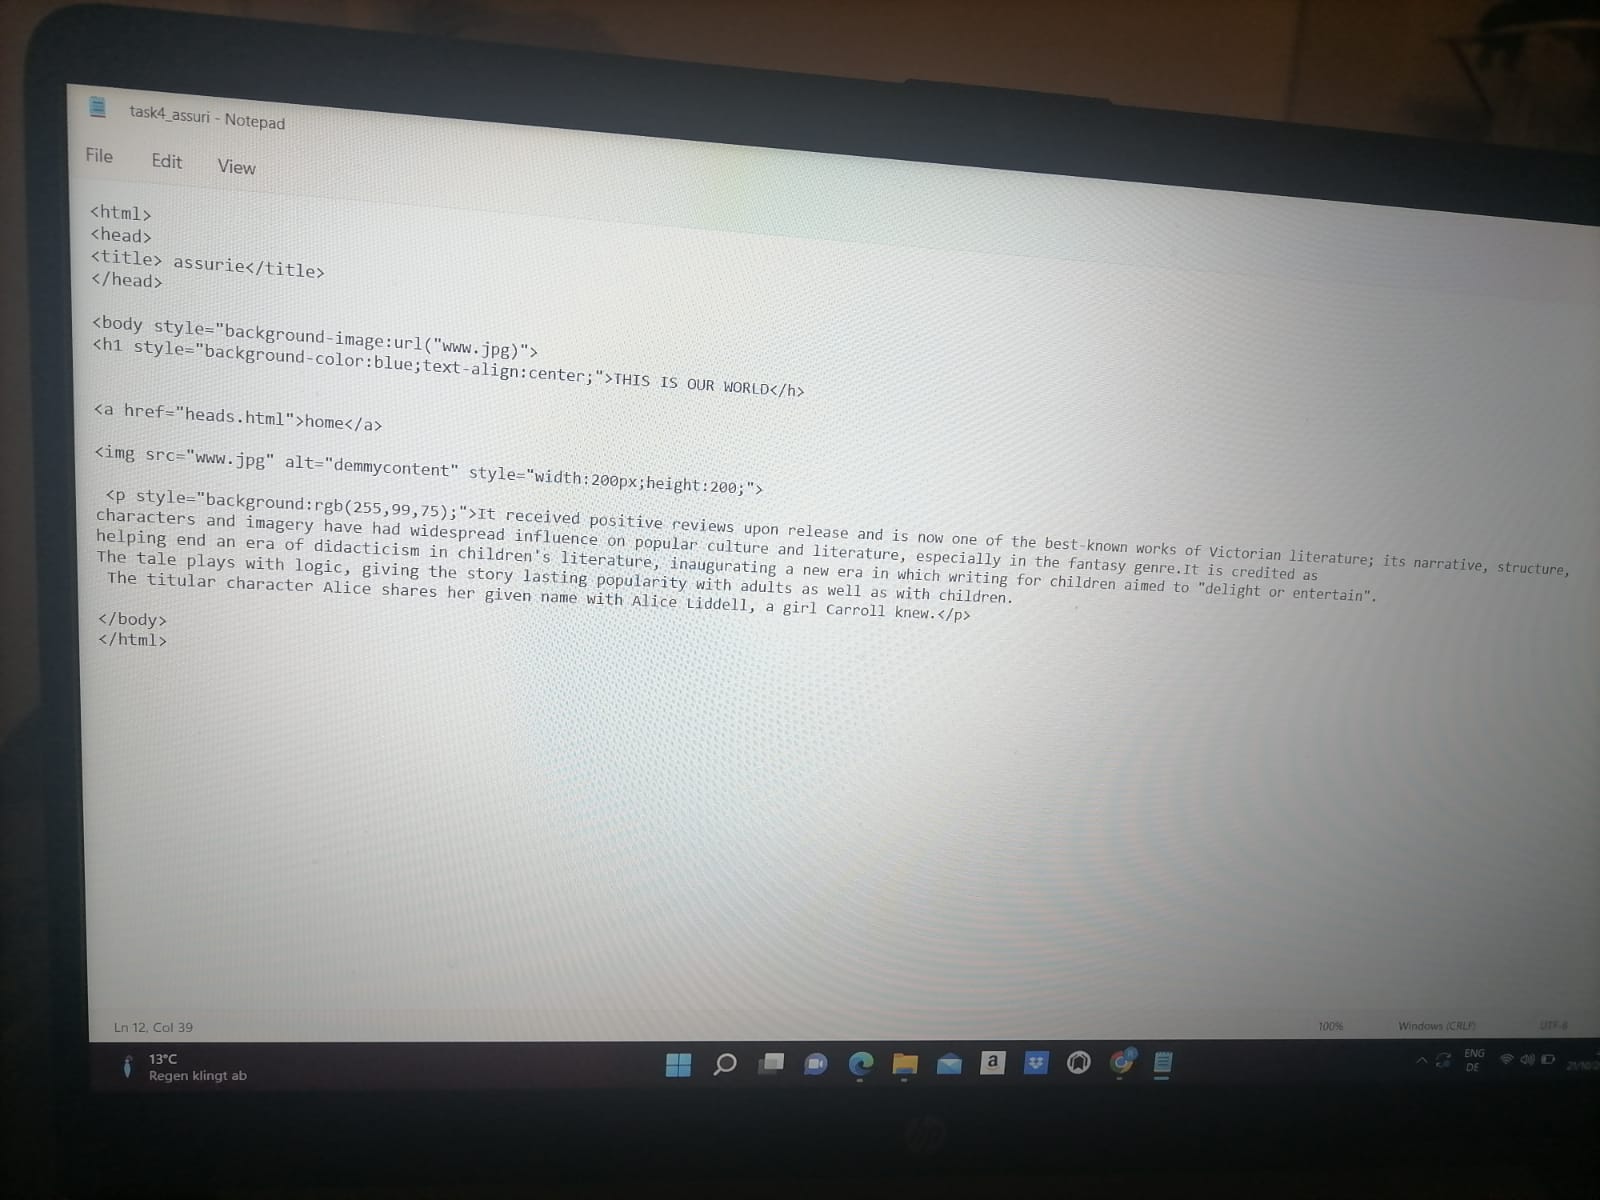 task4_assuri - Notepad
File Edit View
<html>
<head>
<title> assurie</title>
</head>
<body style="background-image:url("www.jpg)">
<h1 style="background-color:blue;text-align:center;">THIS IS OUR WORLD</h>
<a href="heads.html">home</a>
<img src="www.jpg" alt="demmycontent" style="width:200px;height:200;">
<p style="background:rgb(255,99,75);">It received positive reviews upon release and is now one of the best-known works of Victorian literature; its narrative, structure,
characters and imagery have had widespread influence on popular culture and literature, especially in the fantasy genre.It is credited as
helping end an era of didacticism in children's literature, inaugurating a new era in which writing for children aimed to "delight or entertain".
The tale plays with logic, giving the story lasting popularity with adults as well as with children.
The titular character Alice shares her given name with Alice Liddell, a girl Carroll knew.</p>
</body>
</html>
Ln 12, Col 39
100%
Windows (CRLF)
UTF-8
13°C
Regen klingt ab
a
ENG
DE
hp